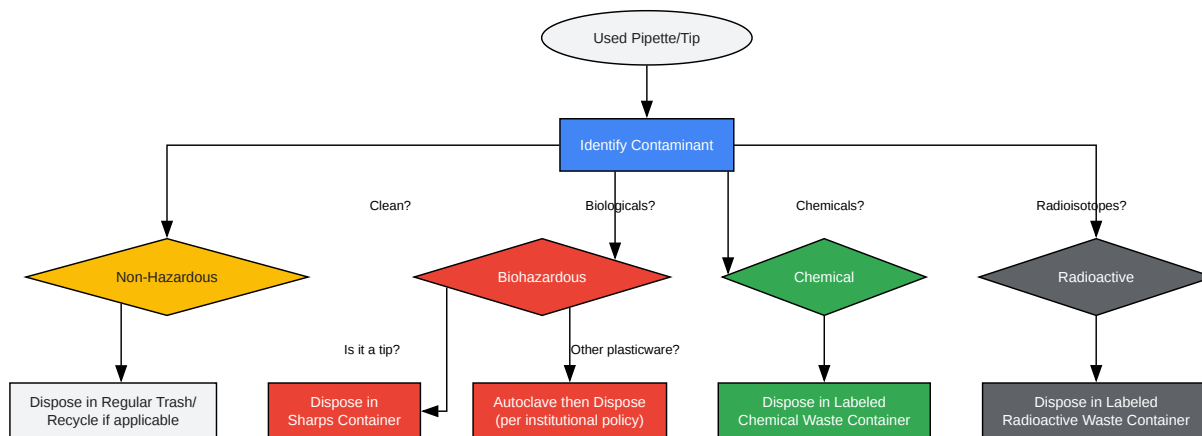 Used Pipette/Tip
Identify Contaminant
Clean?
Biologicals?
Chemicals?
Radioisotopes?
Non-Hazardous
Biohazardous
Chemical
Radioactive
Is it a tip?
Other plasticware?
Dispose in Regular Trash/
Recycle if applicable
Dispose in
Sharps Container
Autoclave then Dispose
(per institutional policy)
Dispose in Labeled
Chemical Waste Container
Dispose in Labeled
Radioactive Waste Container